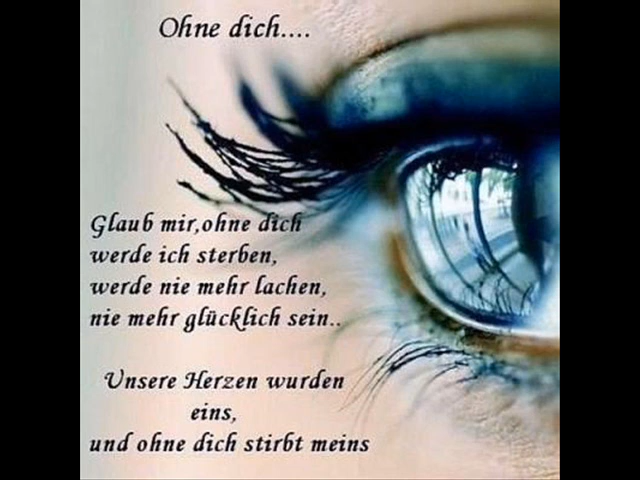 Ohne dich....
Glaub mir,ohne dich
werde ich sterben,
werde nie mehr lachen,
nie mehr glücklich sein..
Unsere Herzen wurden
eins,
und ohne dich stirbt meins